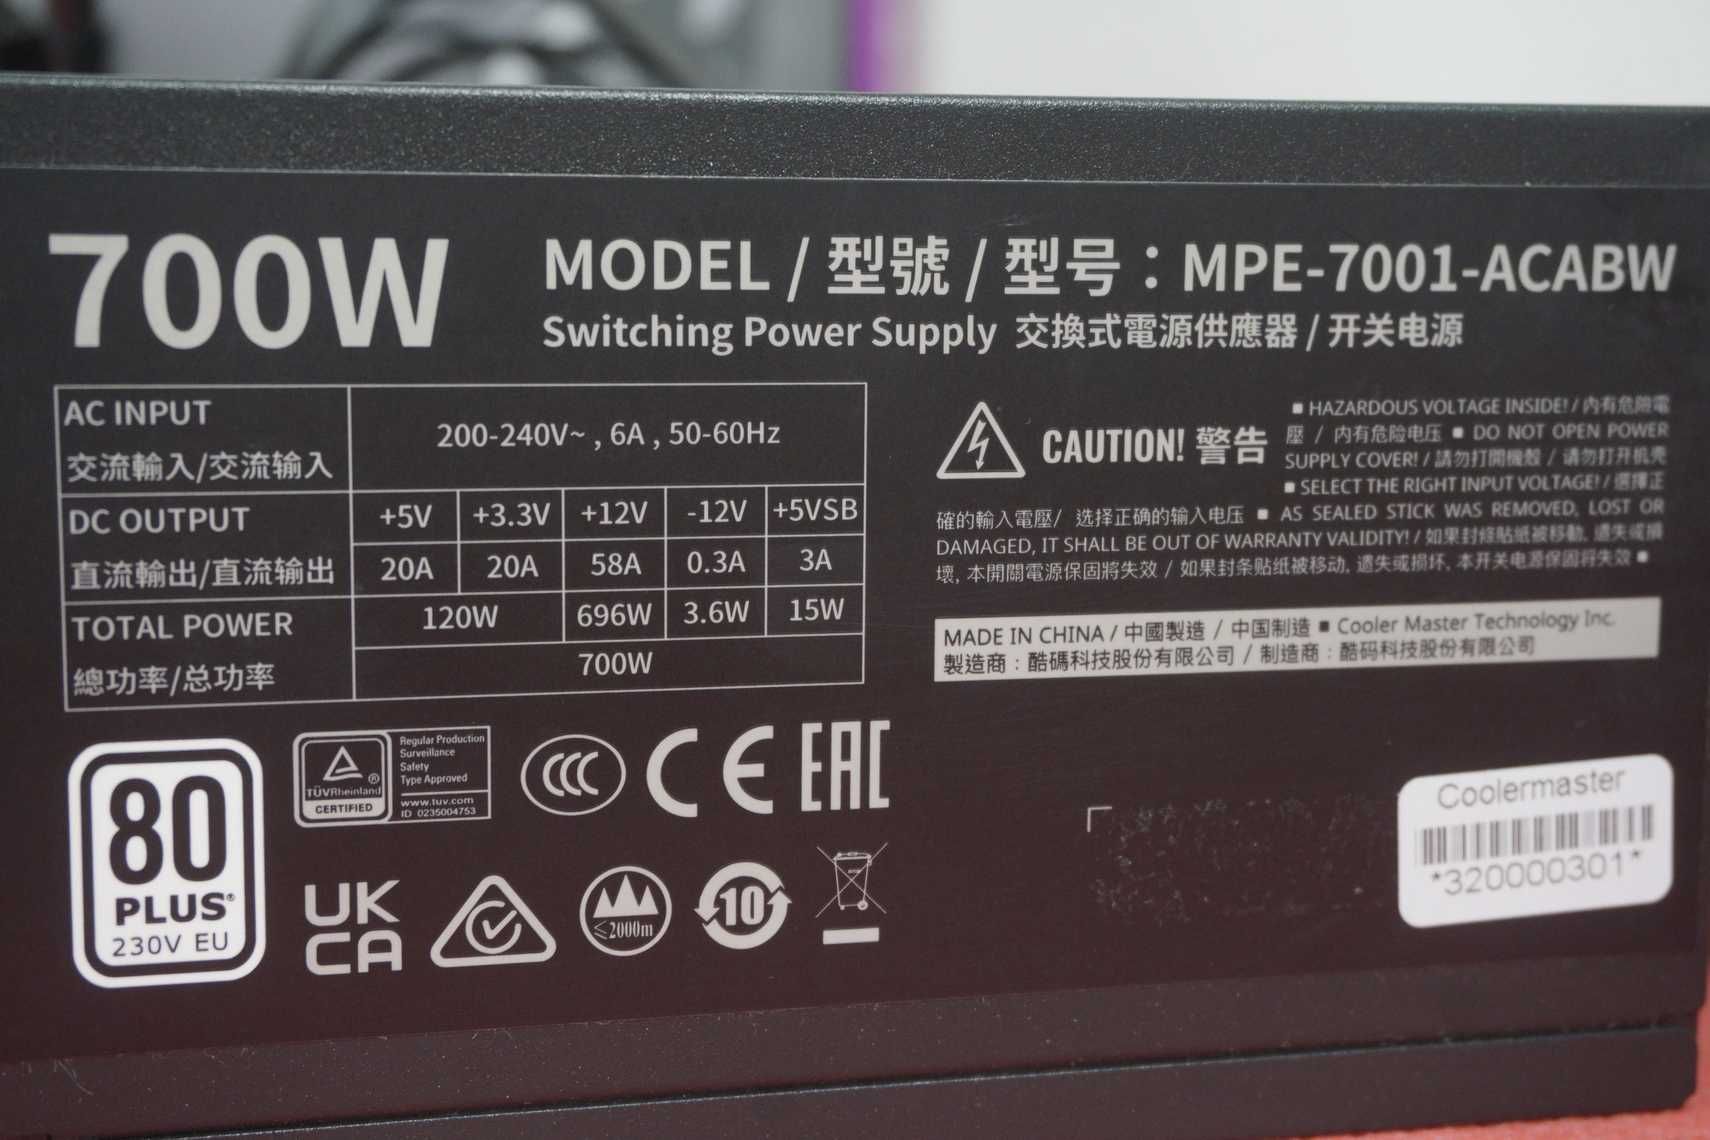 700W
MODEL / 型號 / 型号：MPE-7001-ACABW
Switching Power Supply 交換式電源供應器 / 开关电源
AC INPUT
交流輸入/交流输入
200-240V~ , 6A , 50-60Hz
DC OUTPUT
直流輸出/直流输出
+5V +3.3V +12V -12V +5VSB
20A 20A 58A 0.3A 3A
TOTAL POWER
總功率/总功率
120W 696W 3.6W 15W
700W
CAUTION! 警告
■ HAZARDOUS VOLTAGE INSIDE! / 內有危險電
壓 / 内有危险电压 ■ DO NOT OPEN POWER
SUPPLY COVER! / 請勿打開機殼 / 请勿打开机壳
■ SELECT THE RIGHT INPUT VOLTAGE! / 選擇正
確的輸入電壓/ 选择正确的输入电压 ■ AS SEALED STICK WAS REMOVED, LOST OR
DAMAGED, IT SHALL BE OUT OF WARRANTY VALIDITY! / 如果封條貼紙被移動, 遺失或損
壞, 本開關電源保固將失效 / 如果封条贴纸被移动, 遗失或损坏, 本开关电源保固将失效 ■
MADE IN CHINA / 中國製造 / 中国制造 ■ Cooler Master Technology Inc.
製造商：酷碼科技股份有限公司 / 制造商：酷码科技股份有限公司
80
PLUS®
230V EU
TÜVRheinland®
CERTIFIED
Regular Production
Surveillance
Safety
Type Approved
www.tuv.com
ID 0235004753
CCC
CE
EAC
UK
CA
≤2000m
10
Coolermaster
*320000301*